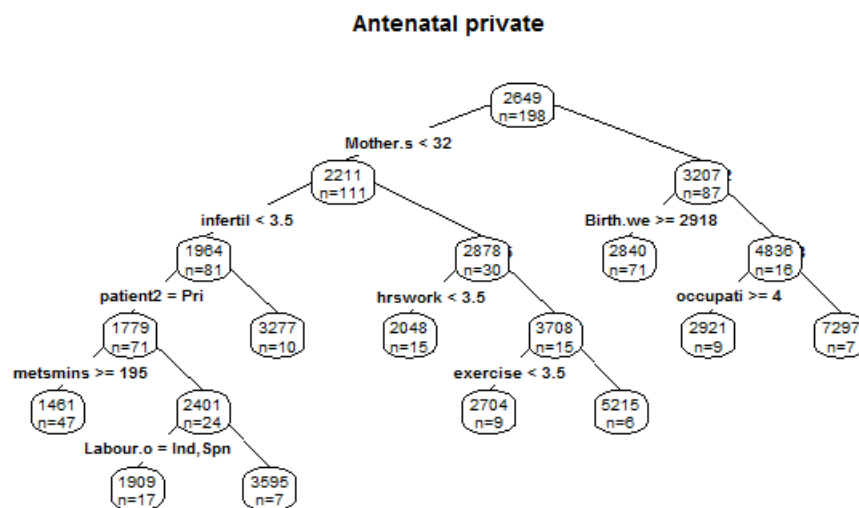 Antenatal private
2649
n=198
Mother.s < 32
2211
n=111
3207
n=87
infertil < 3.5
Birth.we >= 2918
1964
n=81
2878
n=30
2840
n=71
4836
n=16
patient2 = Pri
hrswork < 3.5
occupati >= 4
1779
n=71
3277
n=10
2048
n=15
3708
n=15
2921
n=9
7297
n=7
metsmins >= 195
exercise < 3.5
1461
n=47
2401
n=24
2704
n=9
5215
n=6
Labour.o = Ind,Spn
1909
n=17
3595
n=7